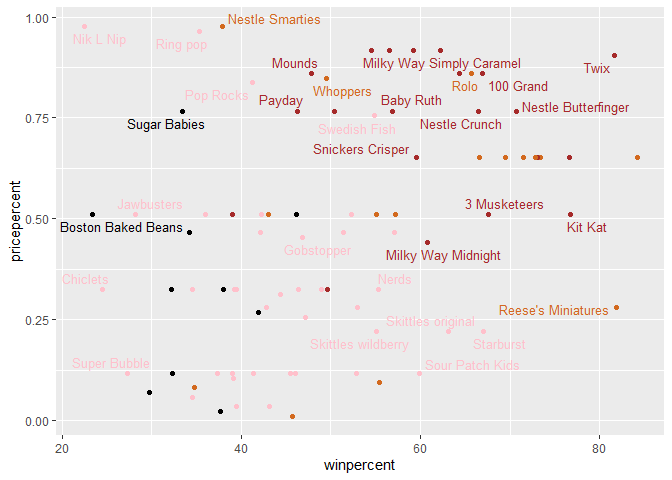 1.00
Nestle Smarties
Nik L Nip
Ring pop
Mounds
Milky Way Simply Caramel
Twix
Pop Rocks
Whoppers
Rolo
100 Grand
Payday
Baby Ruth
Nestle Butterfinger
0.75
Sugar Babies
Swedish Fish
Nestle Crunch
Snickers Crisper
Jawbusters
3 Musketeers
0.50
Boston Baked Beans
Kit Kat
Gobstopper
Milky Way Midnight
Chiclets
Nerds
Reese's Miniatures
0.25
Skittles original
Skittles wildberry
Starburst
Super Bubble
Sour Patch Kids
0.00
20
40
60
80
winpercent
pricepercent